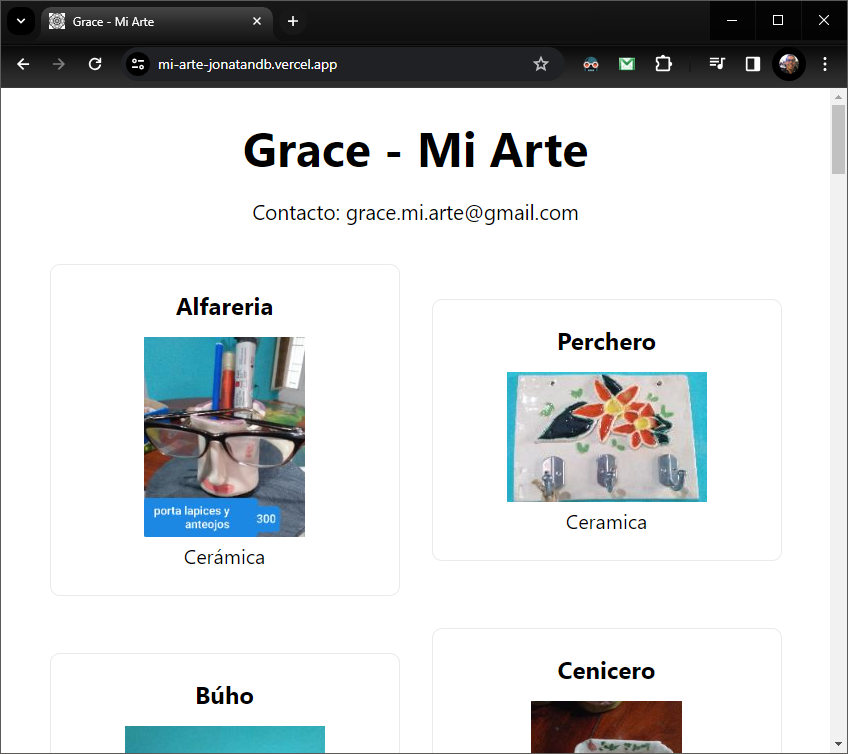 Grace - Mi Arte
mi-arte-jonatandb.vercel.app
Grace - Mi Arte
Contacto: grace.mi.arte@gmail.com
Alfareria
porta lapices y
anteojos
300
Cerámica
Perchero
Ceramica
Búho
Cenicero